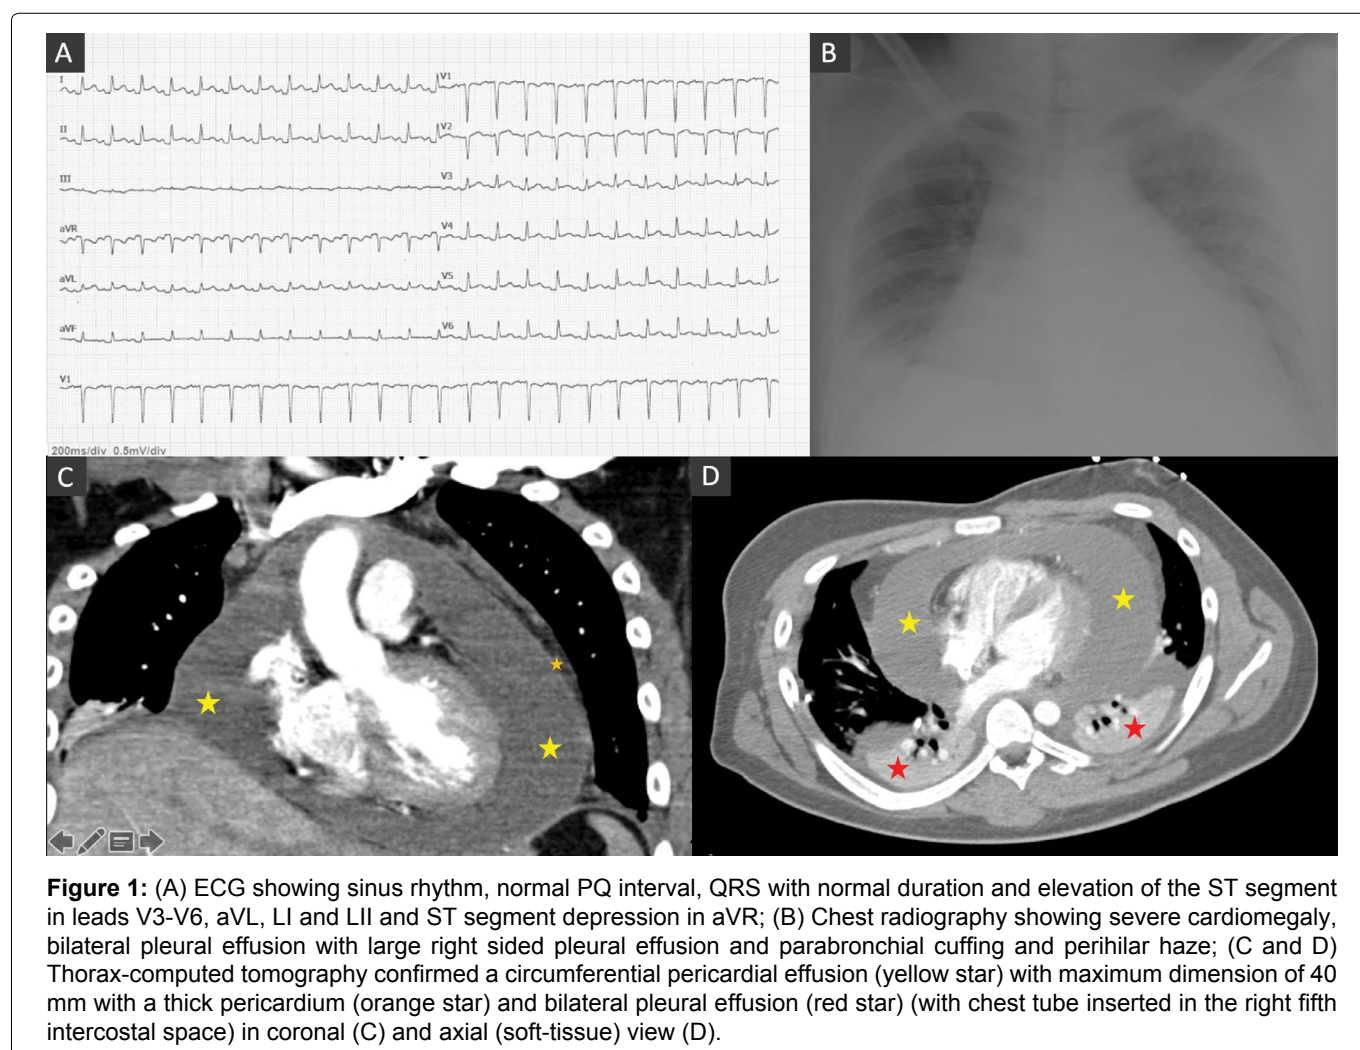 A
B
I
V1
II
V2
III
V3
aVR
V4
aVL
V5
aVF
V6
V1
200ms/div 0.5mV/div
C
D
Figure 1: (A) ECG showing sinus rhythm, normal PQ interval, QRS with normal duration and elevation of the ST segment
in leads V3-V6, aVL, LI and LII and ST segment depression in aVR; (B) Chest radiography showing severe cardiomegaly,
bilateral pleural effusion with large right sided pleural effusion and parabronchial cuffing and perihilar haze; (C and D)
Thorax-computed tomography confirmed a circumferential pericardial effusion (yellow star) with maximum dimension of 40
mm with a thick pericardium (orange star) and bilateral pleural effusion (red star) (with chest tube inserted in the right fifth
intercostal space) in coronal (C) and axial (soft-tissue) view (D).